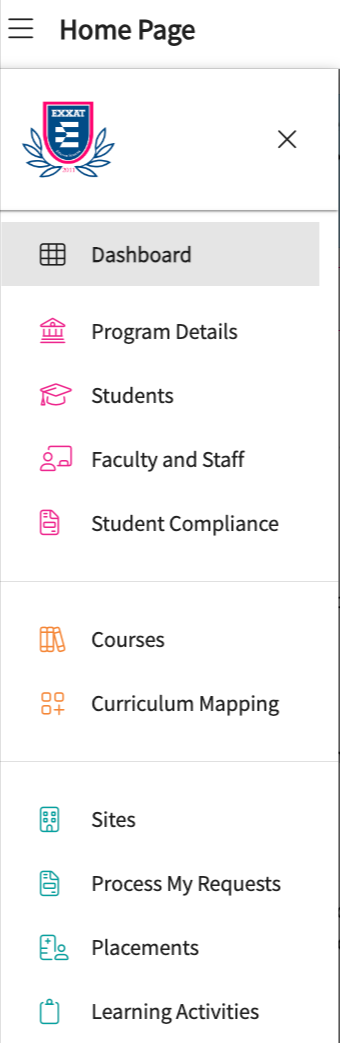 Home Page
EXXAT
Dashboard
Program Details
Students
Faculty and Staff
Student Compliance
Courses
Curriculum Mapping
Sites
Process My Requests
Placements
Learning Activities